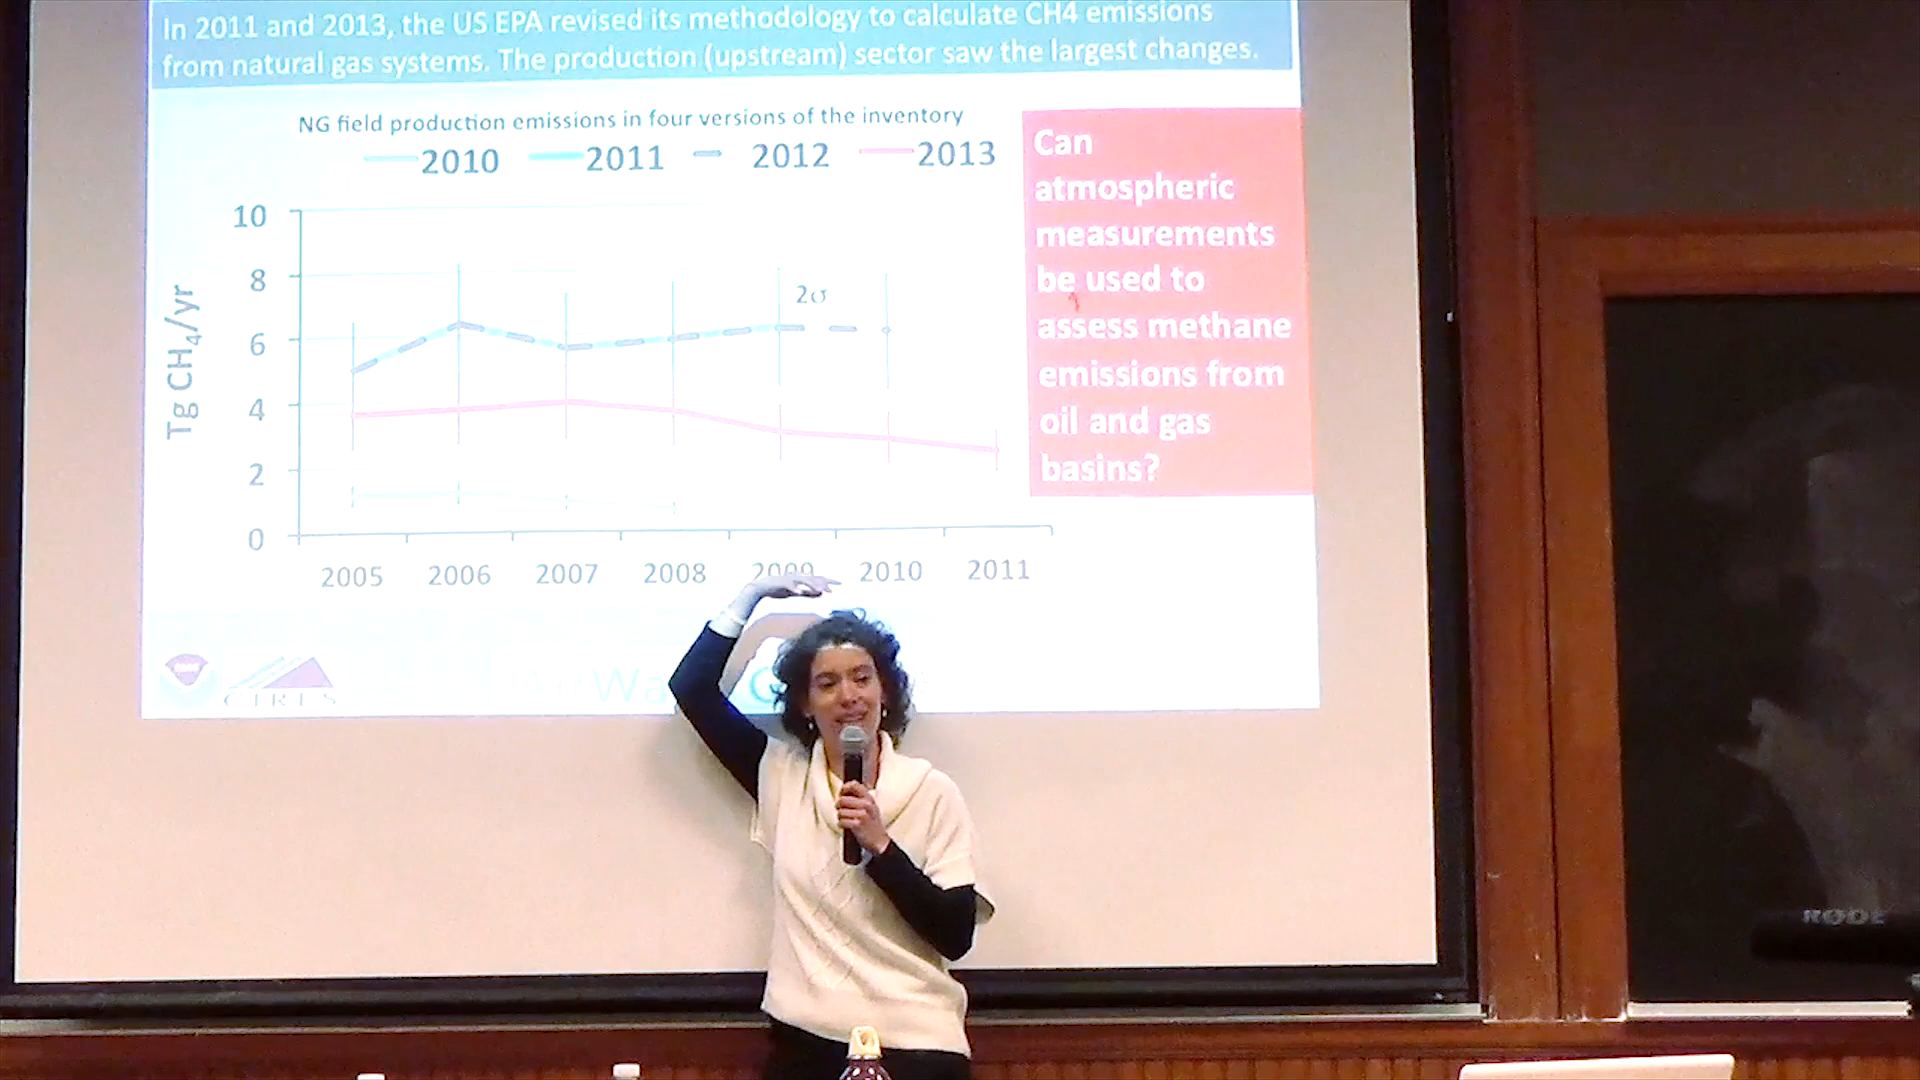 In 2011 and 2013, the US EPA revised its methodology to calculate CH4 emissions
from natural gas systems. The production (upstream) sector saw the largest changes.
NG field production emissions in four versions of the inventory
2010 2011 2012 2013
Can
atmospheric
measurements
be used to
assess methane
emissions from
oil and gas
basins?
Tg CH4/yr
10
8
6
4
2
0
2σ
2005 2006 2007 2008 2009 2010 2011
CIRES
RØDE